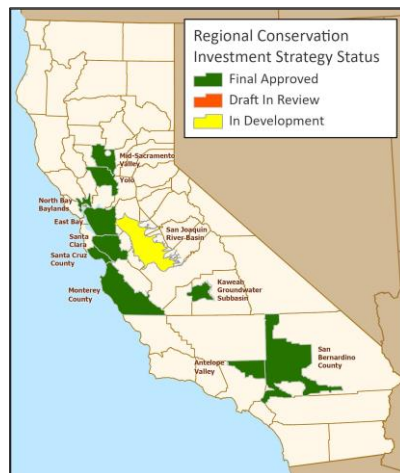 Regional Conservation
Investment Strategy Status
Final Approved
Draft In Review
In Development
Mid-Sacramento
Valley
Yolo
North Bay
Baylands
East Bay
Santa
Clara
Santa Cruz
County
San Joaquin
River Basin
Monterey
County
Kaweah
Groundwater
Subbasin
Antelope
Valley
San
Bernardino
County